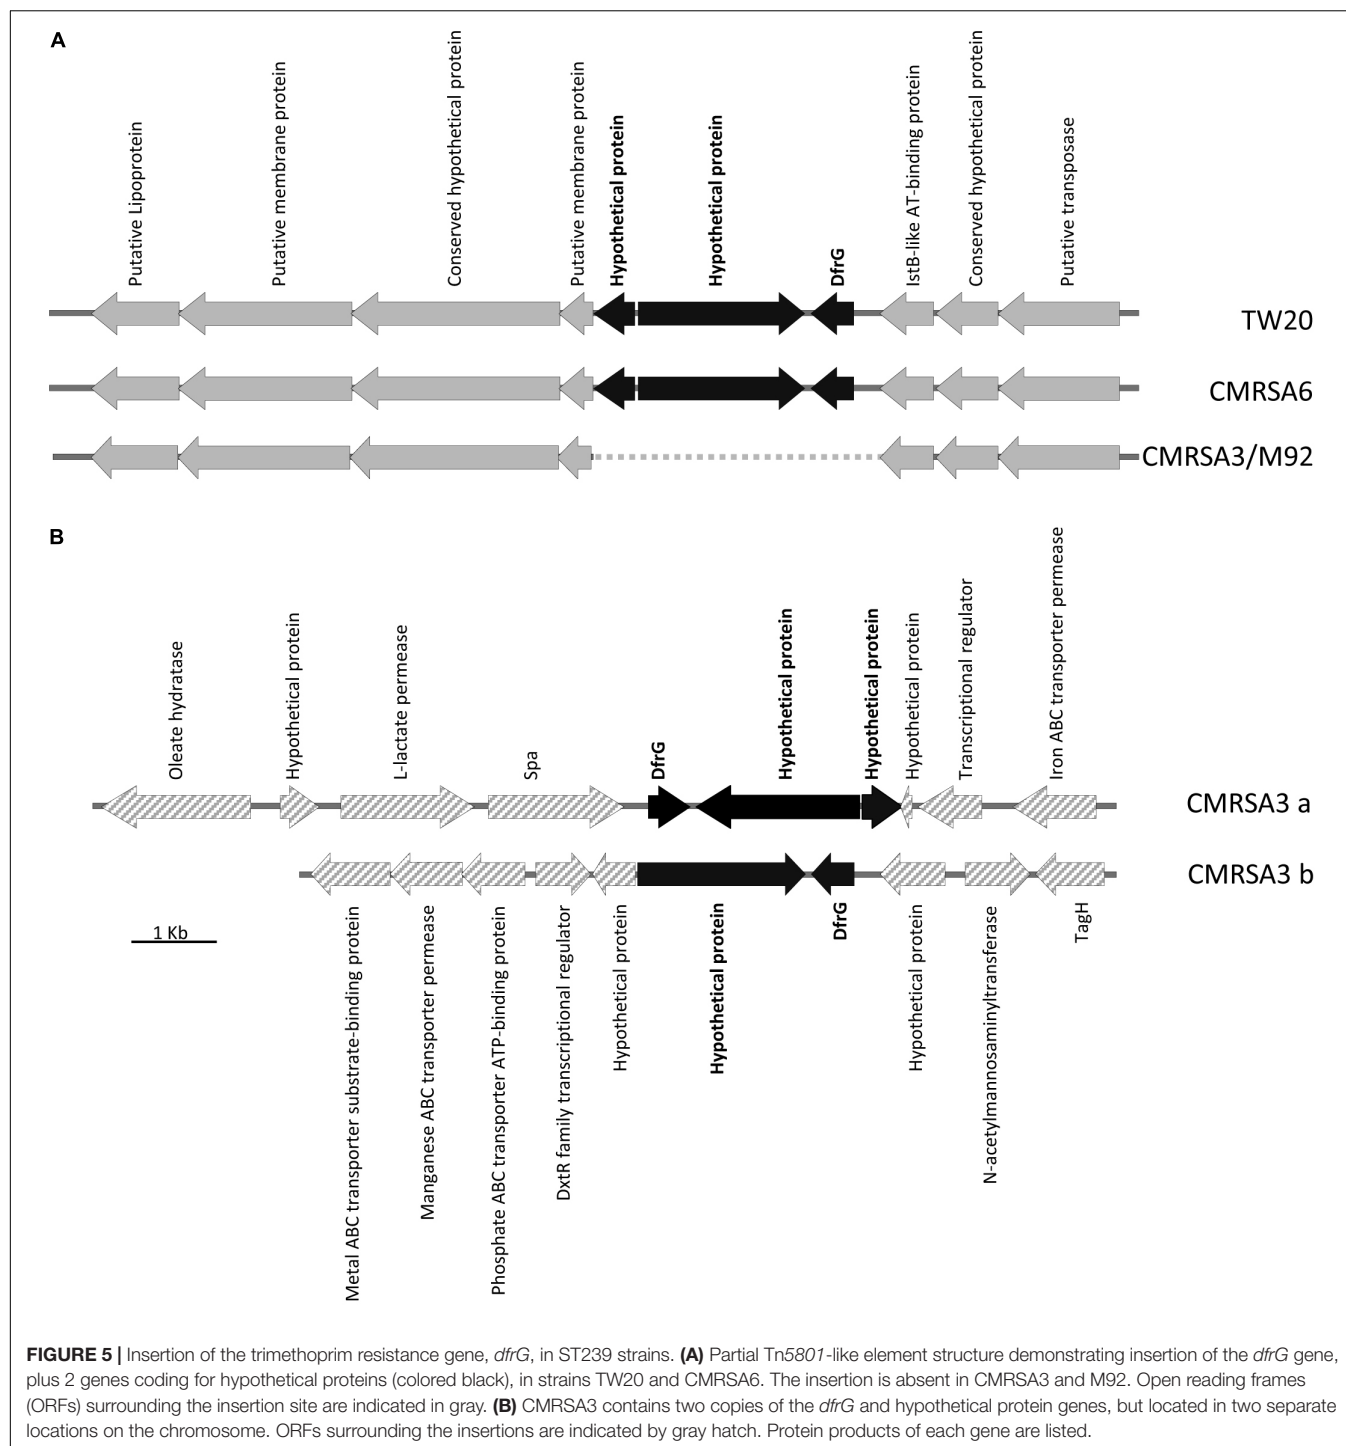 A
Putative Lipoprotein
Putative membrane protein
Conserved hypothetical protein
Putative membrane protein
Hypothetical protein
Hypothetical protein
DfrG
IstB-like AT-binding protein
Conserved hypothetical protein
Putative transposase
TW20
CMRSA6
CMRSA3/M92
B
Oleate hydratase
Hypothetical protein
L-lactate permease
Spa
DfrG
Hypothetical protein
Hypothetical protein
Hypothetical protein
Transcriptional regulator
Iron ABC transporter permease
CMRSA3 a
CMRSA3 b
1 Kb
Metal ABC transporter substrate-binding protein
Manganese ABC transporter permease
Phosphate ABC transporter ATP-binding protein
DxtR family transcriptional regulator
Hypothetical protein
Hypothetical protein
DfrG
Hypothetical protein
N-acetylmannosaminyltransferase
TagH
FIGURE 5 | Insertion of the trimethoprim resistance gene, dfrG, in ST239 strains. (A) Partial Tn5801-like element structure demonstrating insertion of the dfrG gene,
plus 2 genes coding for hypothetical proteins (colored black), in strains TW20 and CMRSA6. The insertion is absent in CMRSA3 and M92. Open reading frames
(ORFs) surrounding the insertion site are indicated in gray. (B) CMRSA3 contains two copies of the dfrG and hypothetical protein genes, but located in two separate
locations on the chromosome. ORFs surrounding the insertions are indicated by gray hatch. Protein products of each gene are listed.